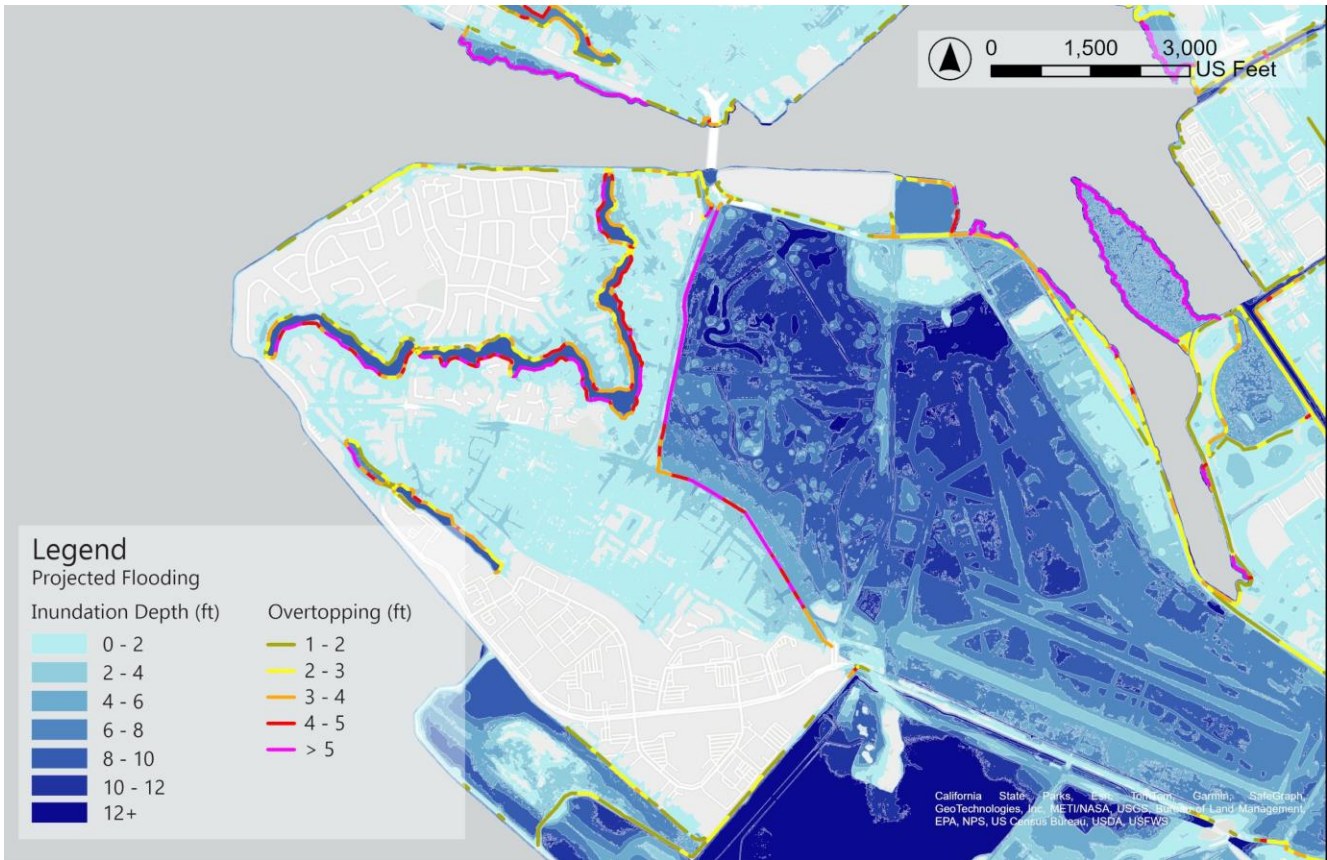 0 1,500 3,000
US Feet
Legend
Projected Flooding
Inundation Depth (ft)
0 - 2
2 - 4
4 - 6
6 - 8
8 - 10
10 - 12
12+
Overtopping (ft)
1 - 2
2 - 3
3 - 4
4 - 5
> 5
California State Parks, Esri, TomTom, Garmin, SafeGraph,
GeoTechnologies, Inc, METI/NASA, USGS, Bureau of Land Management,
EPA, NPS, US Census Bureau, USDA, USFWS